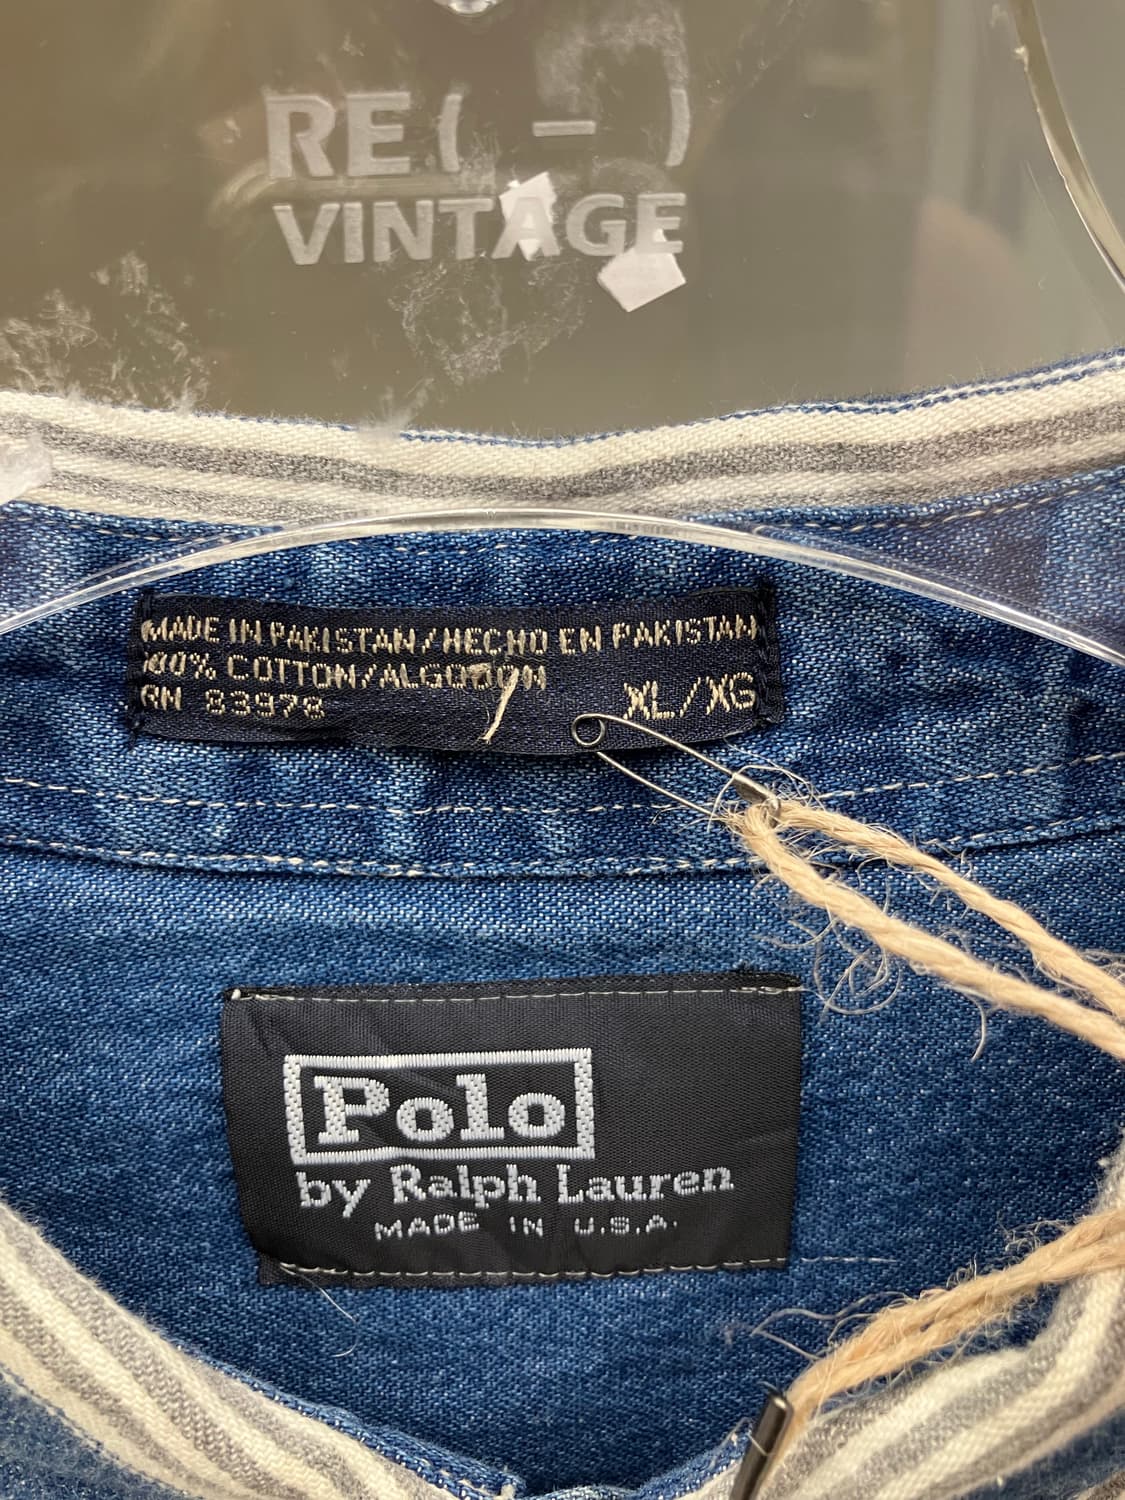 RE( – )
VINTAGE
MADE IN PAKISTAN/HECHO EN PAKISTAN
100% COTTON/ALGODON
RN 83978 XL/XG
Polo
by Ralph Lauren
MADE IN U.S.A.